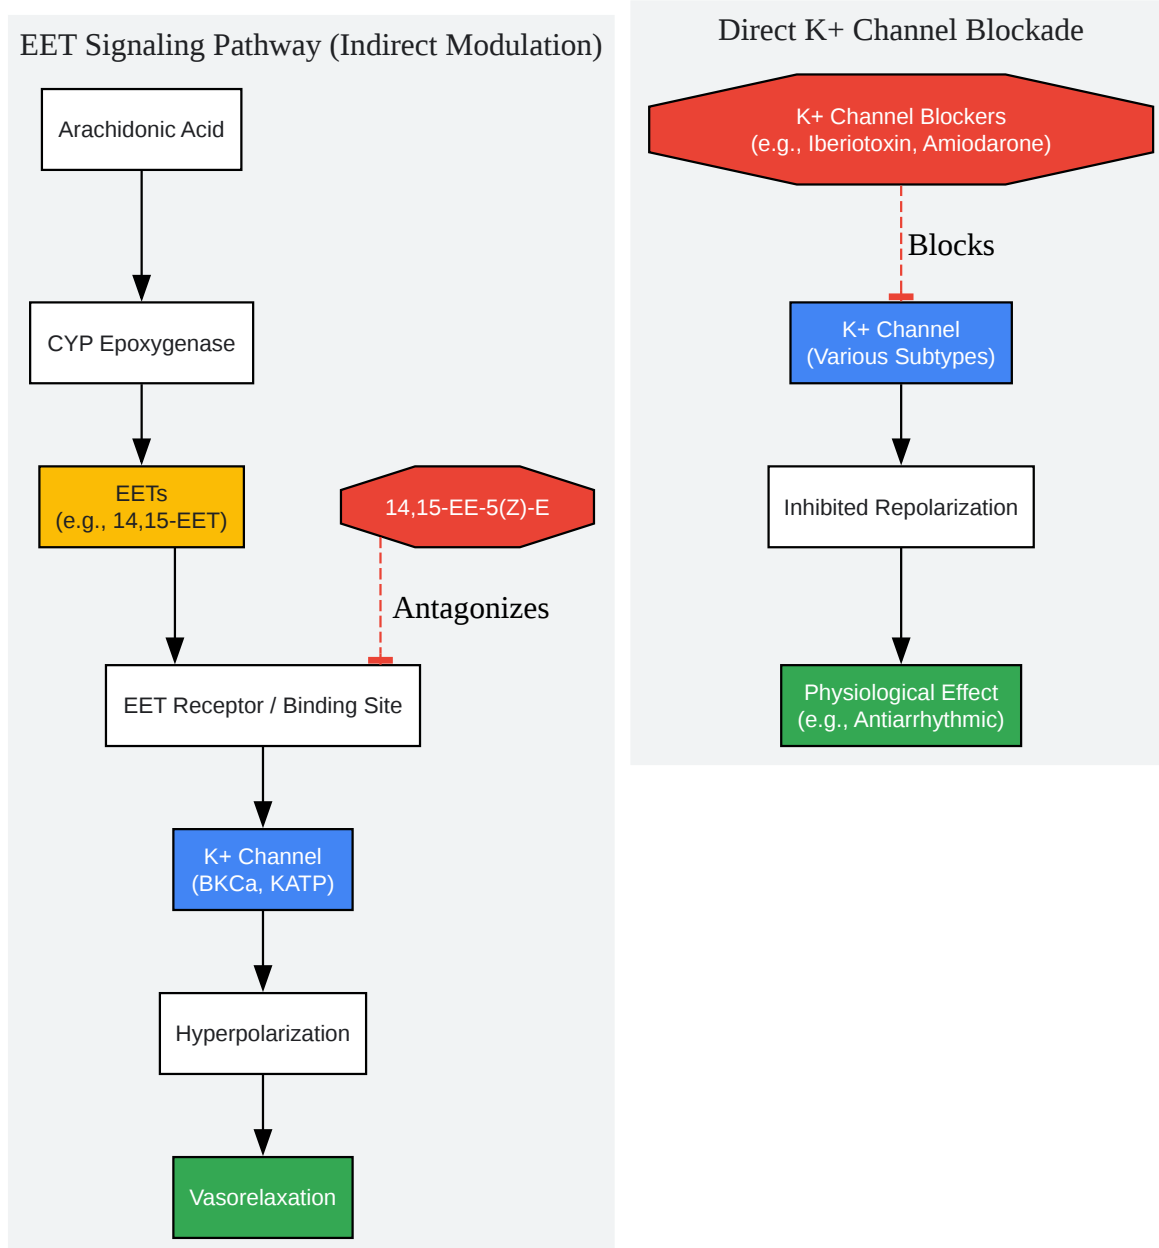 EET Signaling Pathway (Indirect Modulation)
Arachidonic Acid
CYP Epoxygenase
EETs
(e.g., 14,15-EET)
14,15-EE-5(Z)-E
Antagonizes
EET Receptor / Binding Site
K+ Channel
(BKCa, KATP)
Hyperpolarization
Vasorelaxation
Direct K+ Channel Blockade
K+ Channel Blockers
(e.g., Iberiotoxin, Amiodarone)
Blocks
K+ Channel
(Various Subtypes)
Inhibited Repolarization
Physiological Effect
(e.g., Antiarrhythmic)